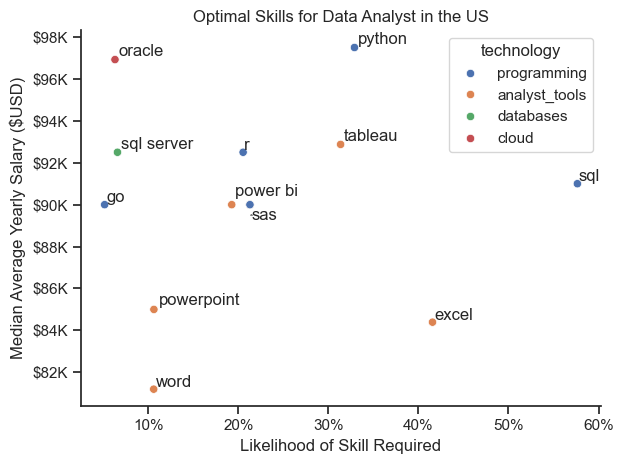 Optimal Skills for Data Analyst in the US
$98K
$96K
$94K
$92K
$90K
$88K
$86K
$84K
$82K
Median Average Yearly Salary ($USD)
oracle
python
sql server
r
tableau
go
power bi
sas
sql
powerpoint
excel
word
technology
programming
analyst_tools
databases
cloud
10%
20%
30%
40%
50%
60%
Likelihood of Skill Required